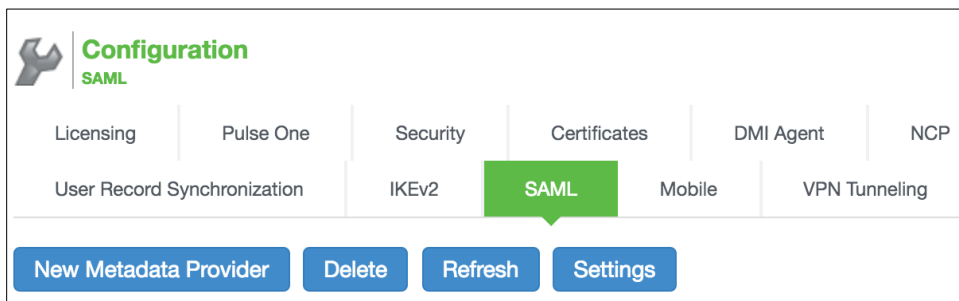 Configuration
SAML
Licensing Pulse One Security Certificates DMI Agent NCP
User Record Synchronization IKEv2 SAML Mobile VPN Tunneling
New Metadata Provider Delete Refresh Settings